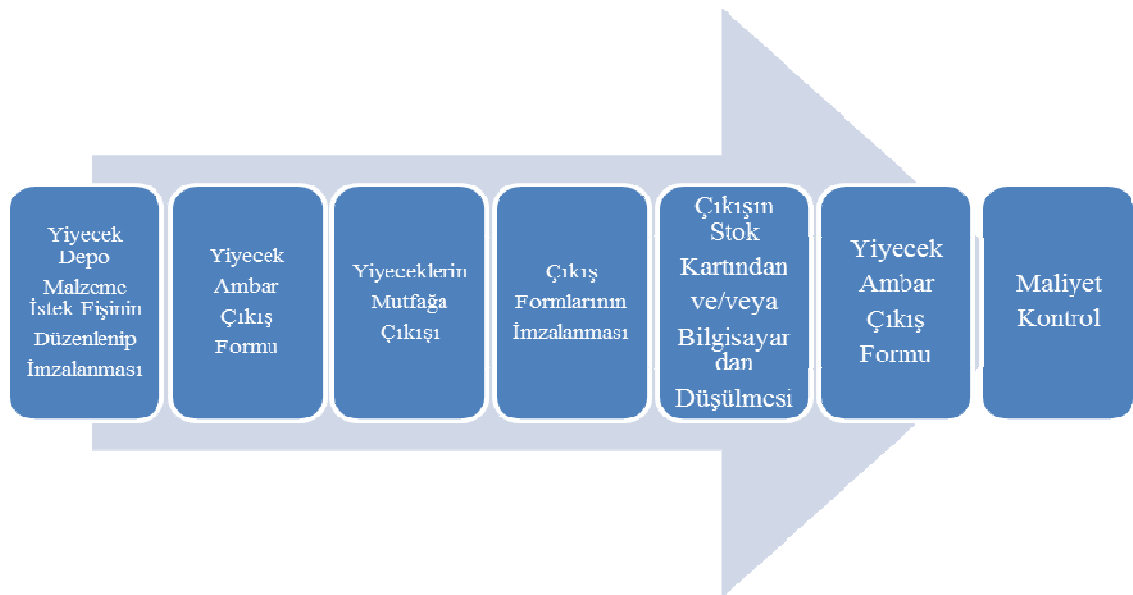 Yiyecek
Depo
Malzeme
İstek Fişinin
Düzenlenip
İmzalanması
Yiyecek
Ambar
Çıkış
Formu
Yiyeceklerin
Mutfağa
Çıkışı
Çıkış
Formlarının
İmzalanması
Çıkışın
Stok
Kartından
ve/veya
Bilgisayar
dan
Düşülmesi
Yiyecek
Ambar
Çıkış
Formu
Maliyet
Kontrol